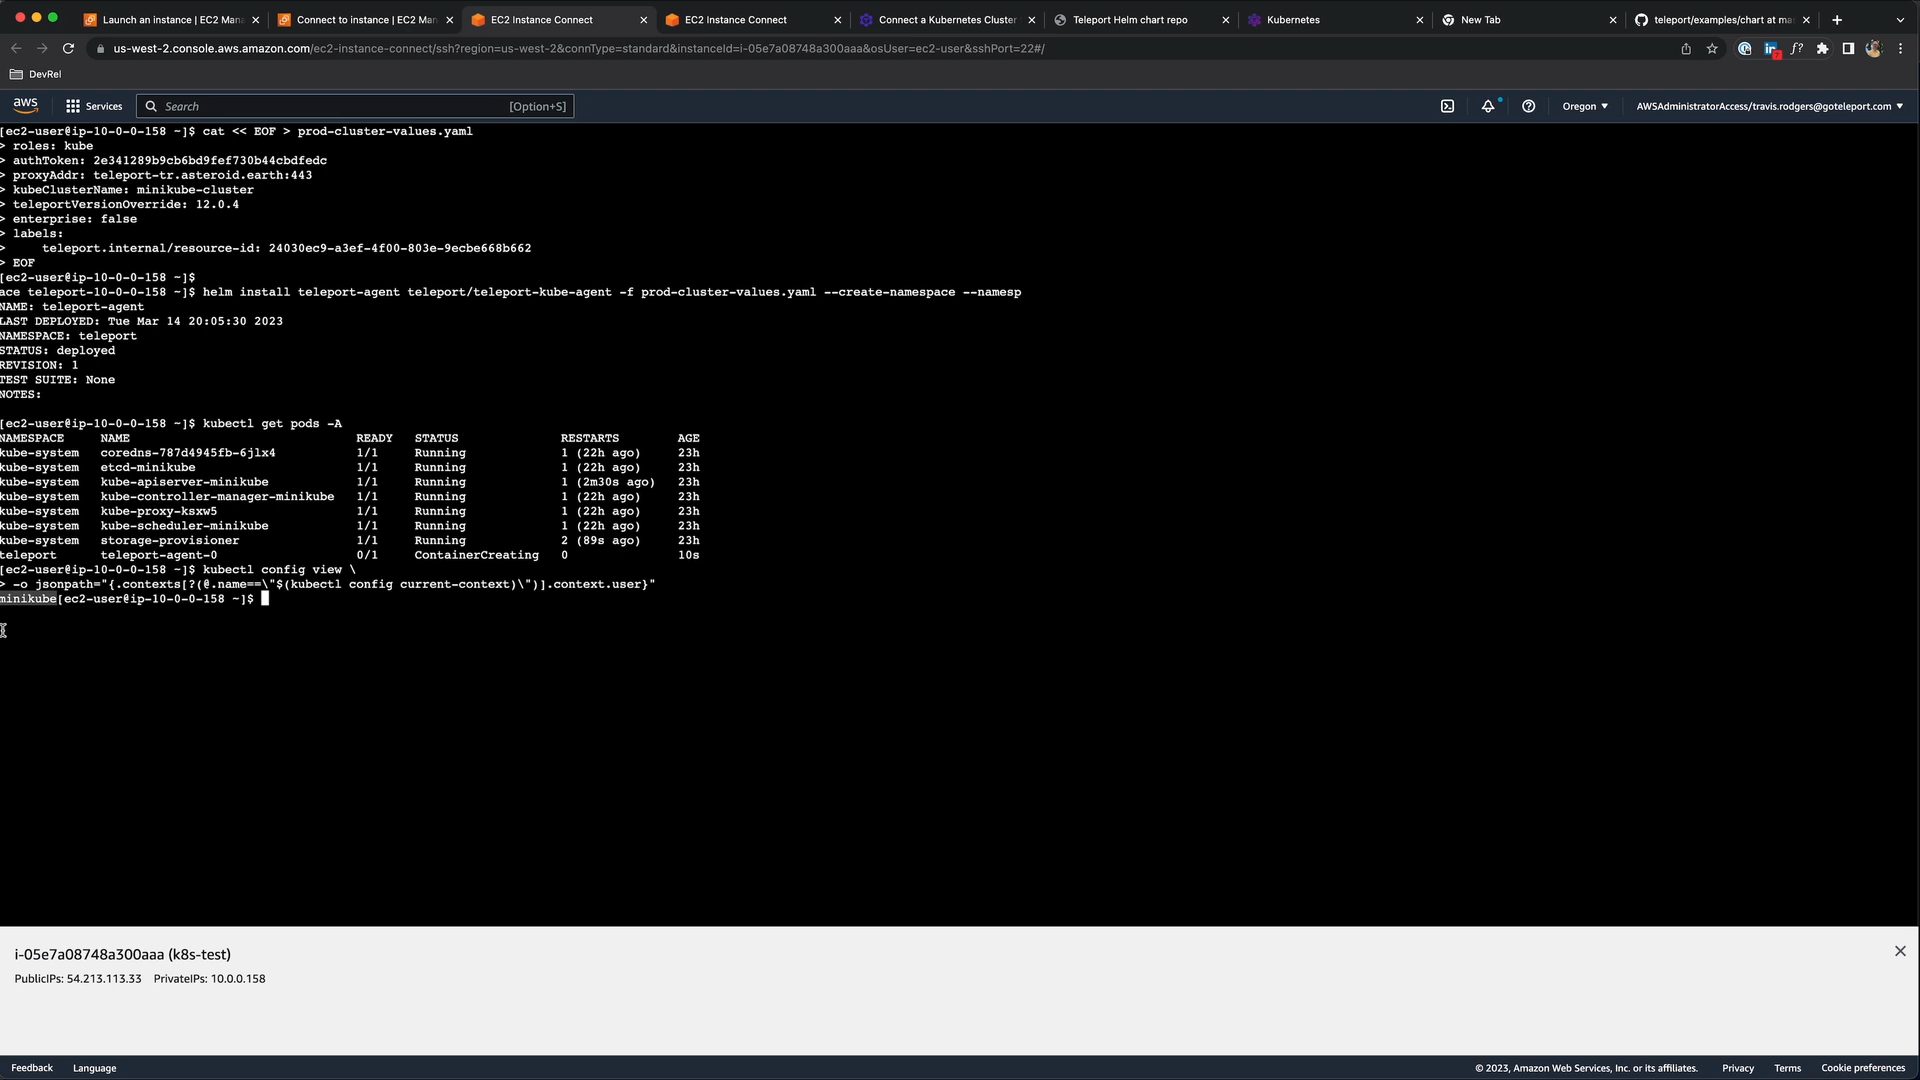 Launch an instance | EC2 Mana
Connect to instance | EC2 Man
EC2 Instance Connect
EC2 Instance Connect
Connect a Kubernetes Cluster
Teleport Helm chart repo
Kubernetes
New Tab
teleport/examples/chart at ma
us-west-2.console.aws.amazon.com/ec2-instance-connect/ssh?region=us-west-2&connType=standard&instanceId=i-05e7a08748a300aaa&osUser=ec2-user&sshPort=22#/
DevRel
aws
Services
Search
[Option+S]
Oregon
AWSAdministratorAccess/travis.rodgers@goteleport.com
[ec2-user@ip-10-0-0-158 ~]$ cat << EOF > prod-cluster-values.yaml
> roles: kube
> authToken: 2e341289b9cb6bd9fef730b44cbdfedc
> proxyAddr: teleport-tr.asteroid.earth:443
> kubeClusterName: minikube-cluster
> teleportVersionOverride: 12.0.4
> enterprise: false
> labels:
>     teleport.internal/resource-id: 24030ec9-a3ef-4f00-803e-9ecbe668b662
> EOF
[ec2-user@ip-10-0-0-158 ~]$
ace teleport-10-0-0-158 ~]$ helm install teleport-agent teleport/teleport-kube-agent -f prod-cluster-values.yaml --create-namespace --namesp
NAME: teleport-agent
LAST DEPLOYED: Tue Mar 14 20:05:30 2023
NAMESPACE: teleport
STATUS: deployed
REVISION: 1
TEST SUITE: None
NOTES:
[ec2-user@ip-10-0-0-158 ~]$ kubectl get pods -A
NAMESPACE NAME READY STATUS RESTARTS AGE
kube-system coredns-787d4945fb-6jlx4 1/1 Running 1 (22h ago) 23h
kube-system etcd-minikube 1/1 Running 1 (22h ago) 23h
kube-system kube-apiserver-minikube 1/1 Running 1 (2m30s ago) 23h
kube-system kube-controller-manager-minikube 1/1 Running 1 (22h ago) 23h
kube-system kube-proxy-ksxw5 1/1 Running 1 (22h ago) 23h
kube-system kube-scheduler-minikube 1/1 Running 1 (22h ago) 23h
kube-system storage-provisioner 1/1 Running 2 (89s ago) 23h
teleport teleport-agent-0 0/1 ContainerCreating 0 10s
[ec2-user@ip-10-0-0-158 ~]$ kubectl config view \
> -o jsonpath="{.contexts[?(@.name==\"$(kubectl config current-context)\")].context.user}"
minikube[ec2-user@ip-10-0-0-158 ~]$
i-05e7a08748a300aaa (k8s-test)
PublicIPs: 54.213.113.33 PrivateIPs: 10.0.0.158
Feedback
Language
© 2023, Amazon Web Services, Inc. or its affiliates.
Privacy
Terms
Cookie preferences